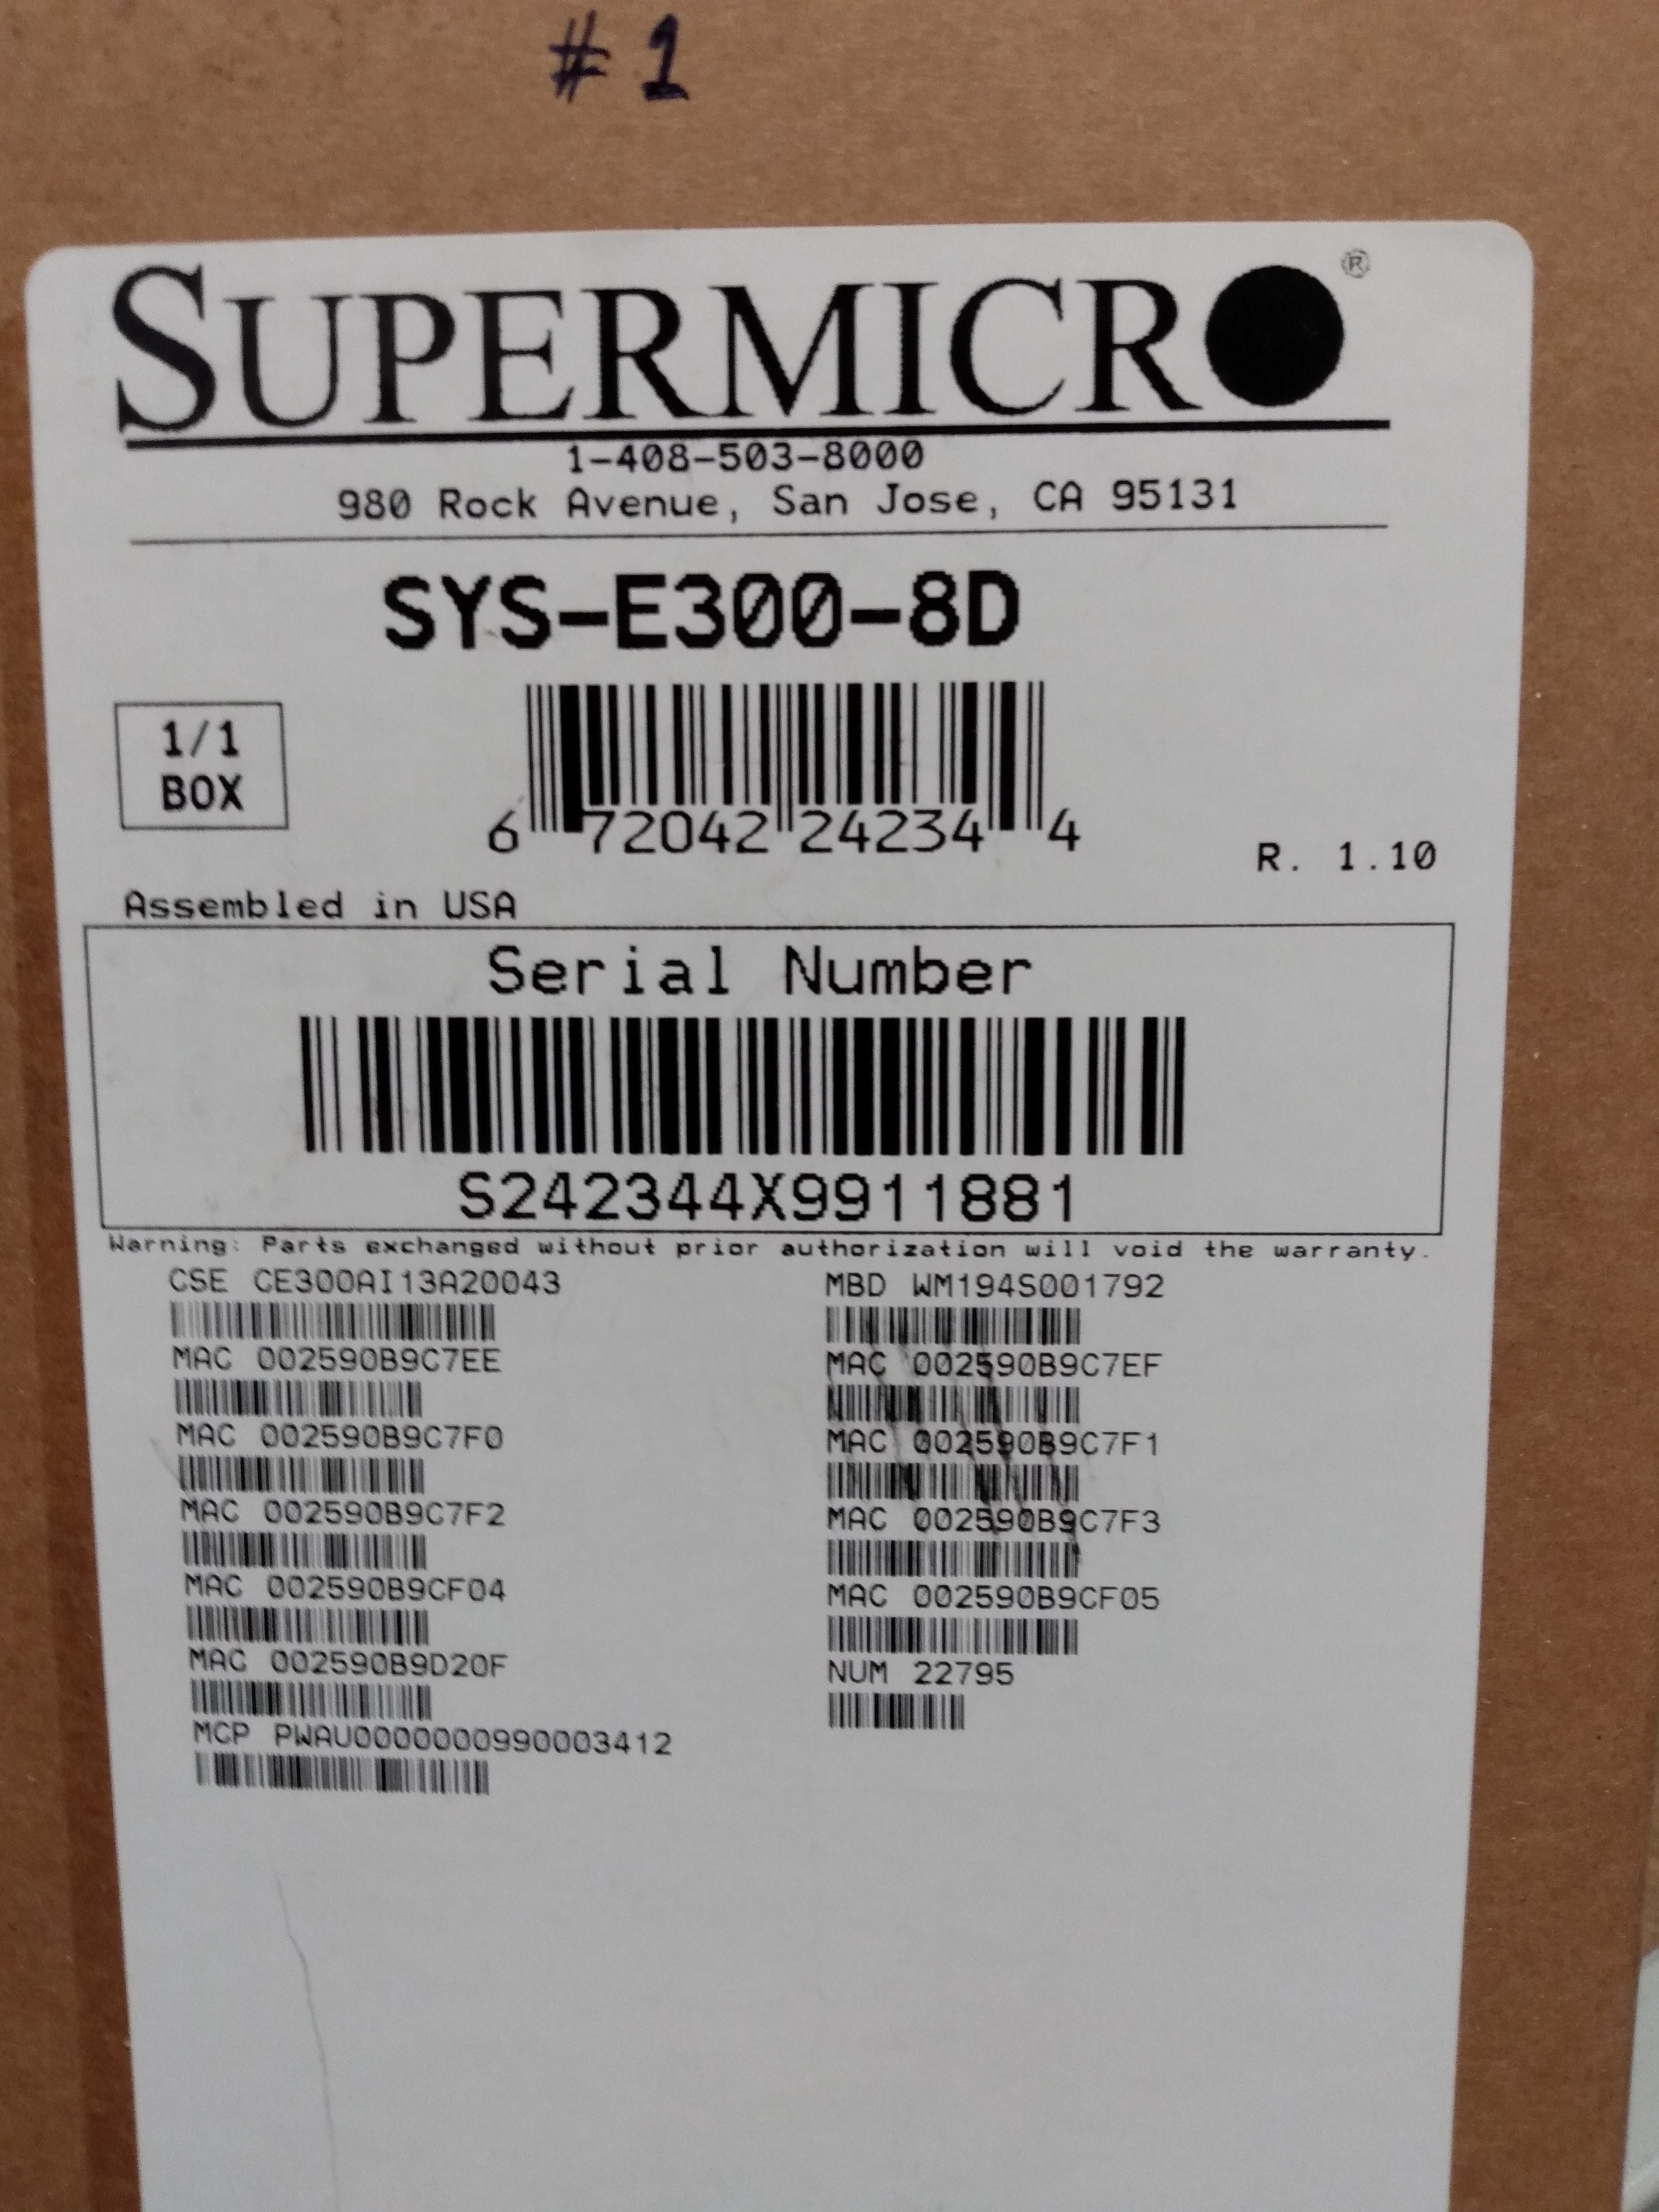 #1
SUPERMICRO®
1-408-503-8000
980 Rock Avenue, San Jose, CA 95131
SYS-E300-8D
1/1
BOX
6 72042 24234 4
R. 1.10
Assembled in USA
Serial Number
S242344X9911881
Warning: Parts exchanged without prior authorization will void the warranty.
CSE CE300AI13A20043
MBD WM194S001792
MAC 002590B9C7EE
MAC 002590B9C7EF
MAC 002590B9C7F0
MAC 002590B9C7F1
MAC 002590B9C7F2
MAC 002590B9C7F3
MAC 002590B9CF04
MAC 002590B9CF05
MAC 002590B9D20F
NUM 22795
MCP PWAU0000000990003412